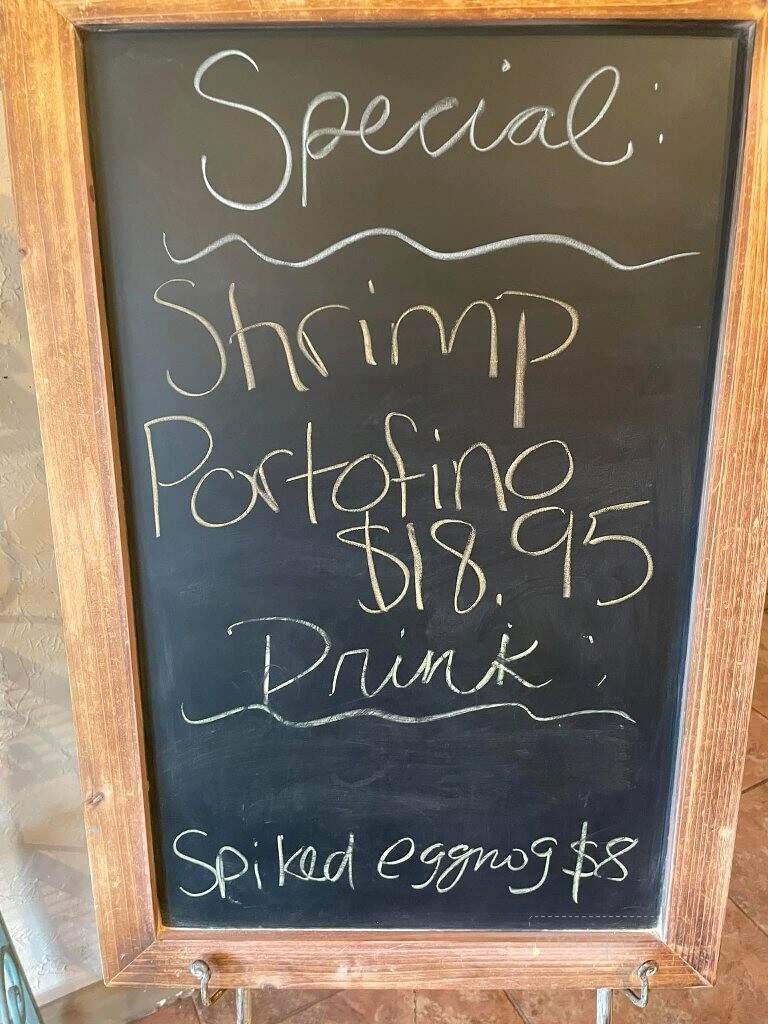 Special:
Shrimp
Portofino
$18.95
Drink:
Spiked eggnog $8